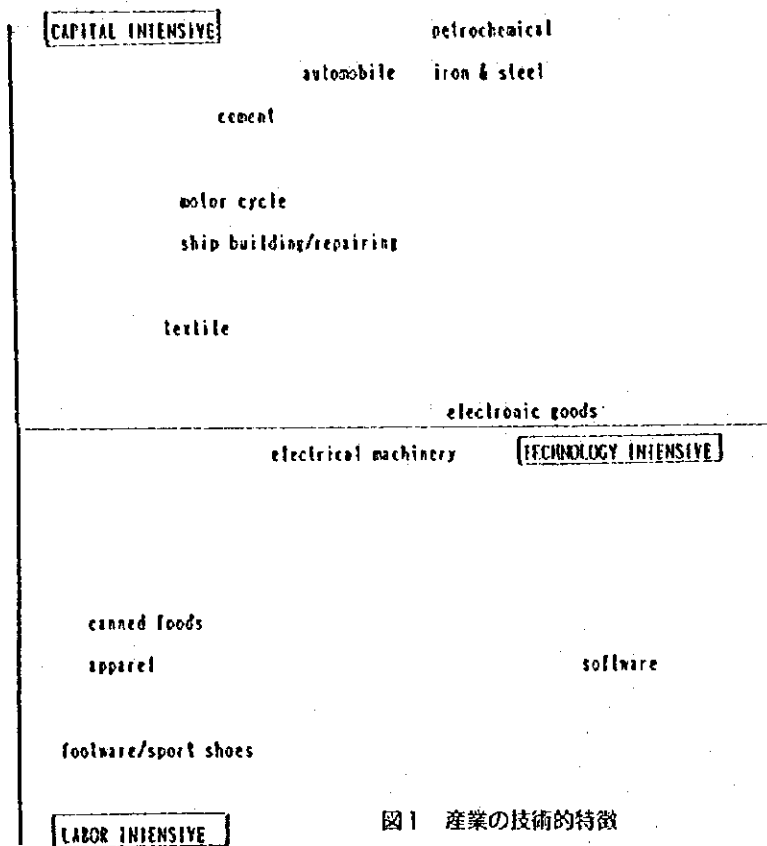 CAPITAL INTENSIVE petrochemical
automobile iron & steel
cement
motor cycle
ship building/repairing
textile
electronic goods
electrical machinery TECHNOLOGY INTENSIVE
canned foods
apparel software
footware/sport shoes
LABOR INTENSIVE 図1 産業の技術的特徴